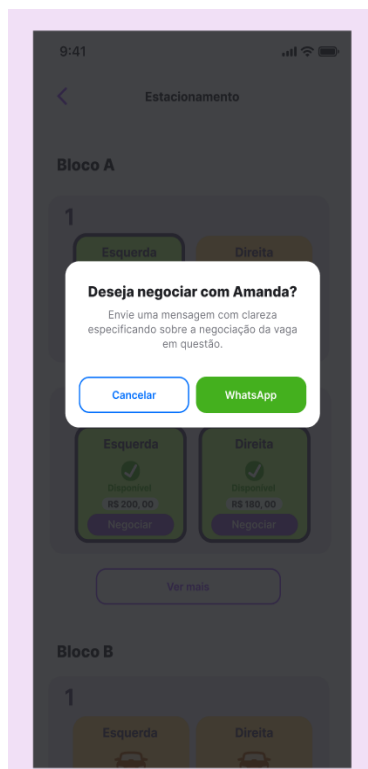 9:41
Estacionamento
Bloco A
1
Esquerda Direita
Deseja negociar com Amanda?
Envie uma mensagem com clareza
especificando sobre a negociação da vaga
em questão.
Cancelar WhatsApp
Esquerda Direita
Disponível Disponível
R$ 200, 00 R$ 180, 00
Negociar Negociar
Ver mais
Bloco B
1
Esquerda Direita